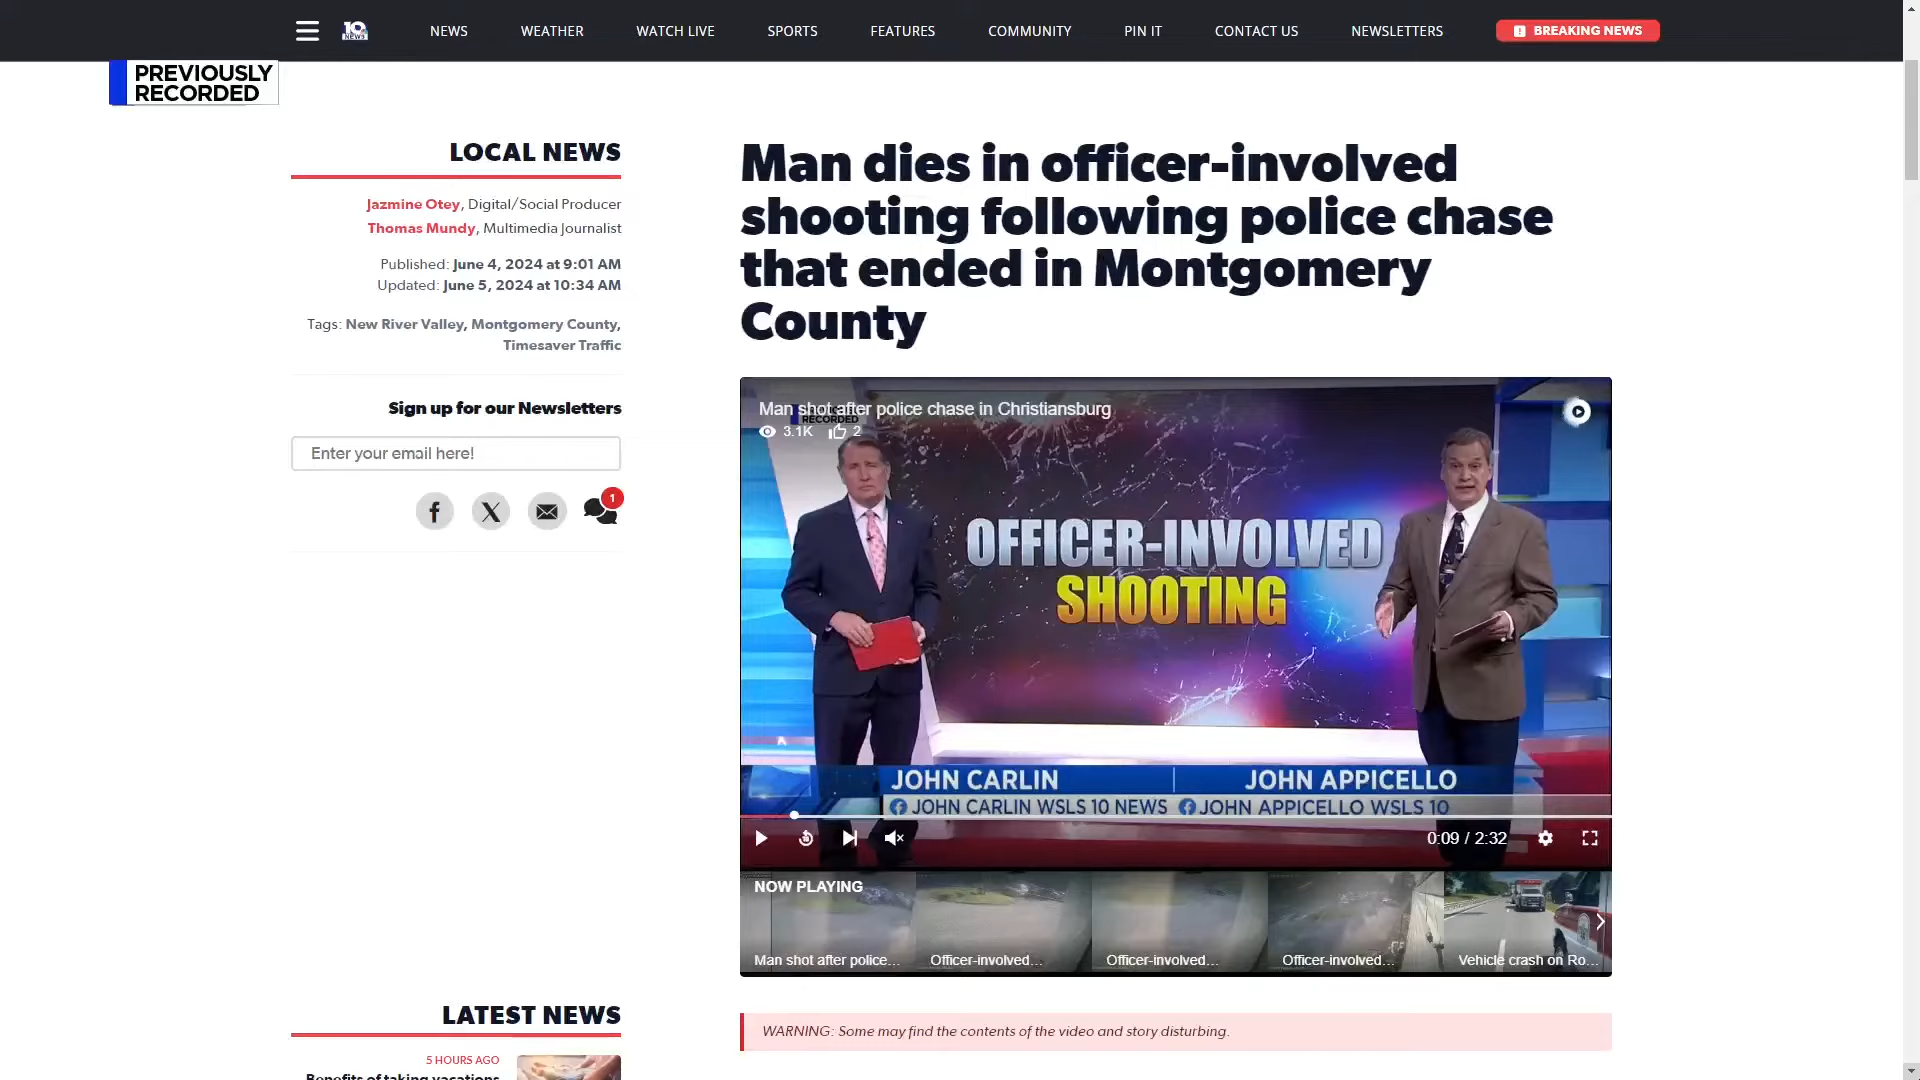 10
NEWS
NEWS
WEATHER
WATCH LIVE
SPORTS
FEATURES
COMMUNITY
PIN IT
CONTACT US
NEWSLETTERS
BREAKING NEWS
PREVIOUSLY
RECORDED
LOCAL NEWS
Jazmine Otey, Digital/Social Producer
Thomas Mundy, Multimedia Journalist
Published: June 4, 2024 at 9:01 AM
Updated: June 5, 2024 at 10:34 AM
Tags: New River Valley, Montgomery County,
Timesaver Traffic
Sign up for our Newsletters
Enter your email here!
1
Man dies in officer-involved
shooting following police chase
that ended in Montgomery
County
Man shot after police chase in Christiansburg
RECORDED
3.1K 2
OFFICER-INVOLVED
SHOOTING
JOHN CARLIN
JOHN APPICELLO
JOHN CARLIN WSLS 10 NEWS
JOHN APPICELLO WSLS 10
0:09 / 2:32
NOW PLAYING
Man shot after police...
Officer-involved...
Officer-involved...
Officer-involved...
Vehicle crash on Ro...
WARNING: Some may find the contents of the video and story disturbing.
LATEST NEWS
5 HOURS AGO
Benefits of taking vacations